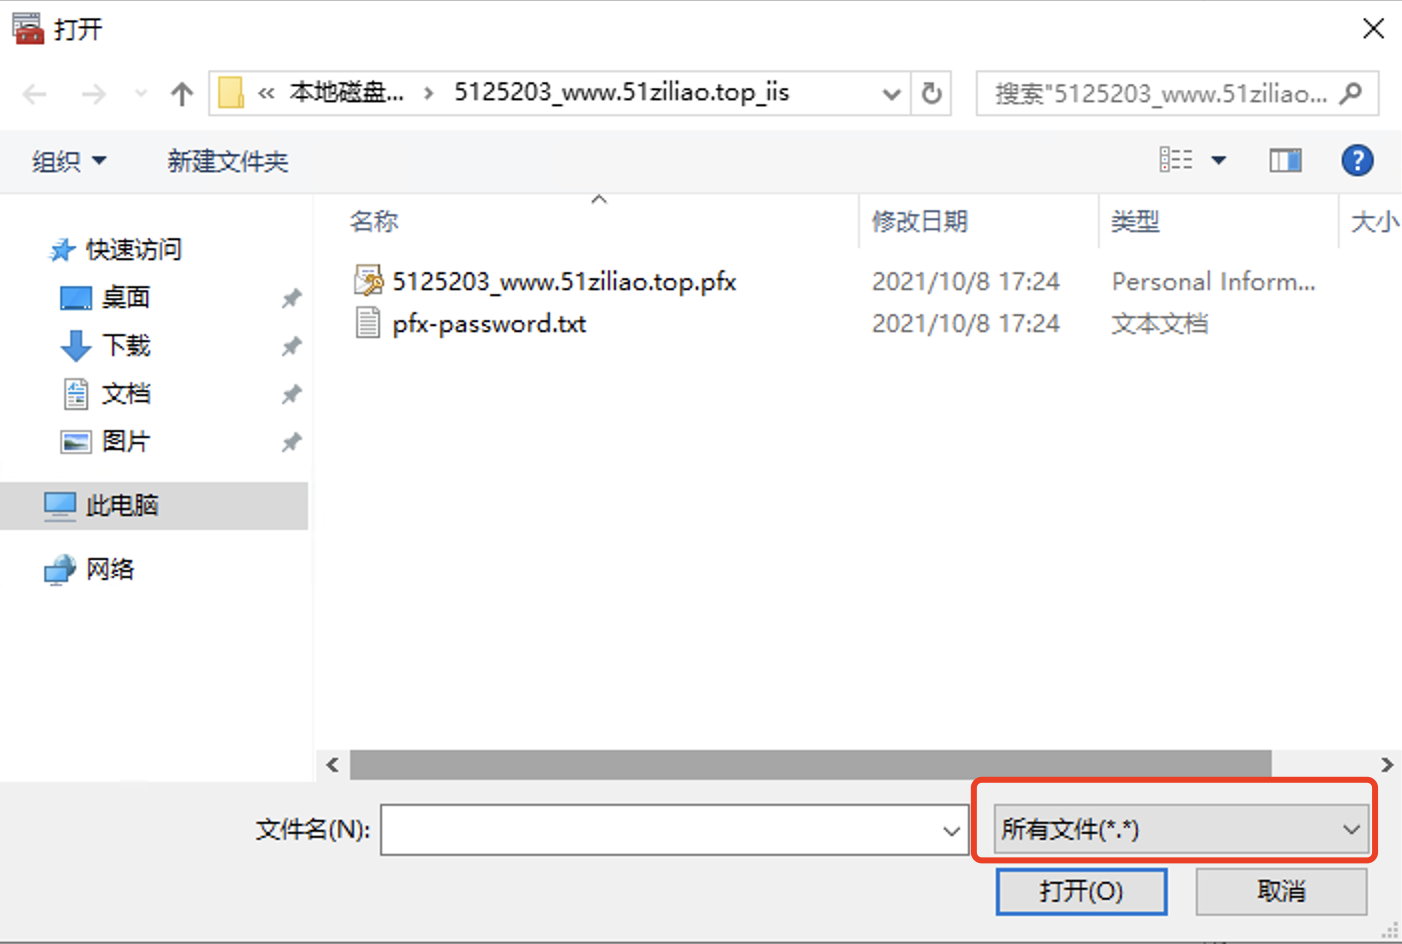 打开
« 本地磁盘... › 5125203_www.51ziliao.top_iis
搜索"5125203_www.51ziliao...
组织
新建文件夹
?
名称
修改日期
类型
大小
快速访问
桌面
下载
文档
图片
此电脑
网络
5125203_www.51ziliao.top.pfx
2021/10/8 17:24
Personal Inform...
pfx-password.txt
2021/10/8 17:24
文本文档
文件名(N):
所有文件(*.*)
打开(O)
取消